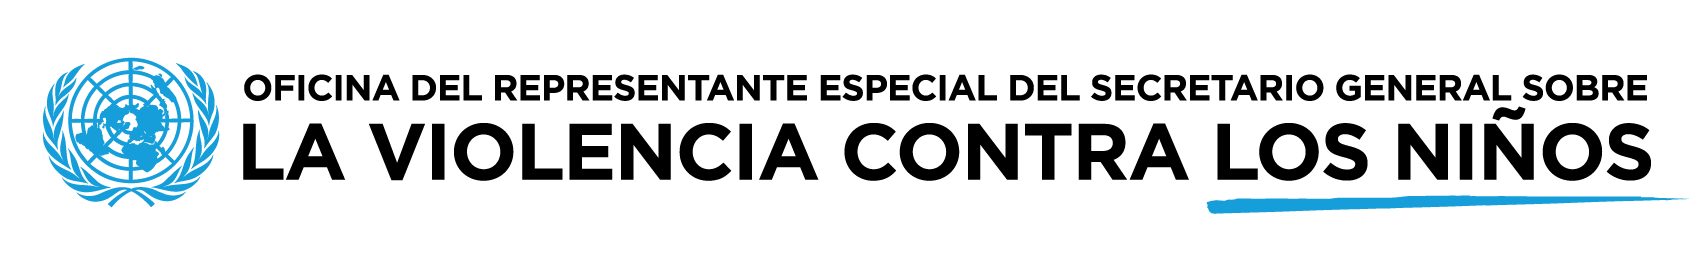 OFICINA DEL REPRESENTANTE ESPECIAL DEL SECRETARIO GENERAL SOBRE
LA VIOLENCIA CONTRA LOS NIÑOS